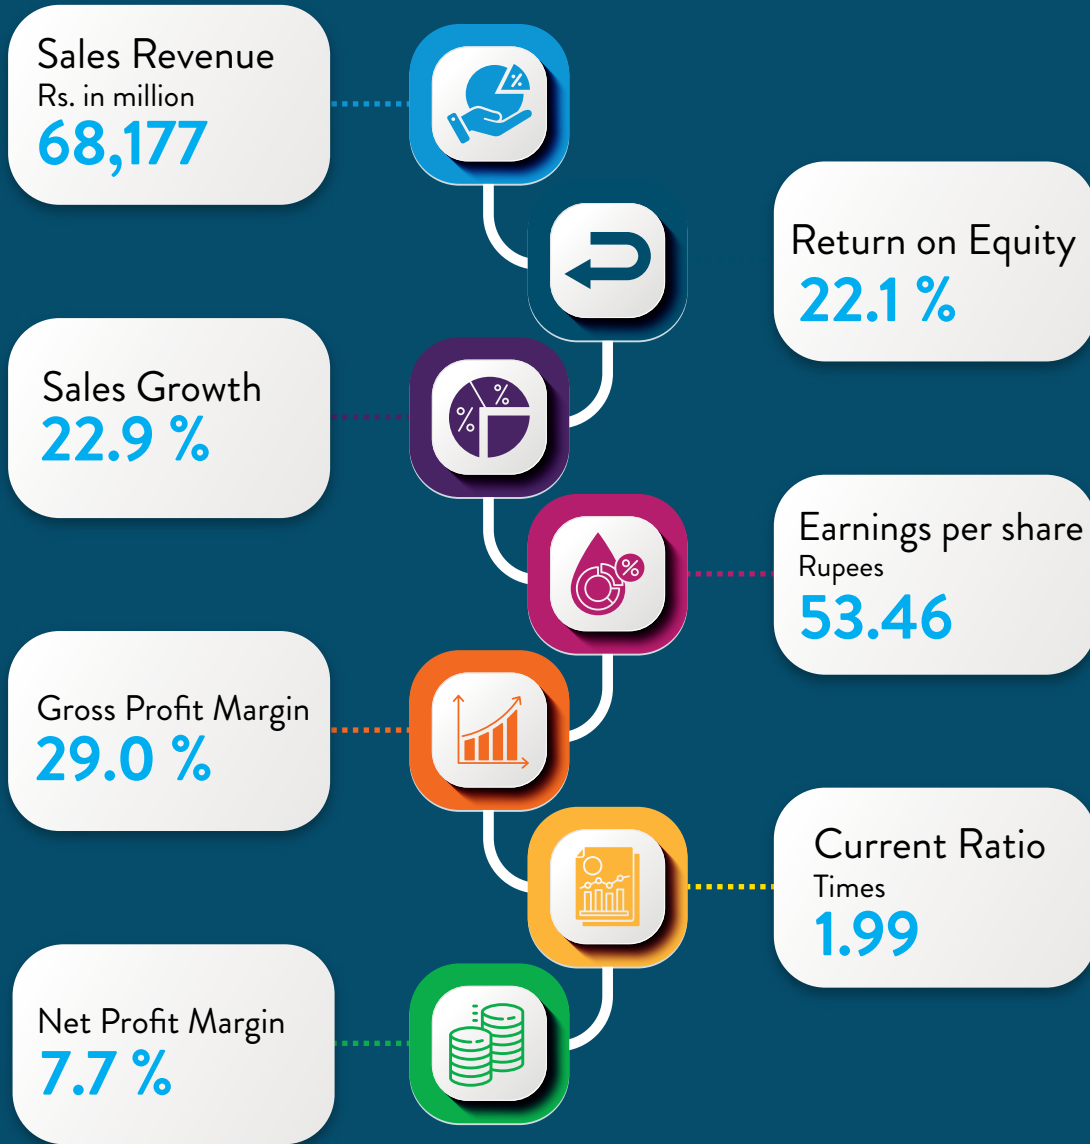 Sales Revenue
Rs. in million
68,177
Return on Equity
22.1 %
Sales Growth
22.9 %
Earnings per share
Rupees
53.46
Gross Profit Margin
29.0 %
Current Ratio
Times
1.99
Net Profit Margin
7.7 %
%
% %
%